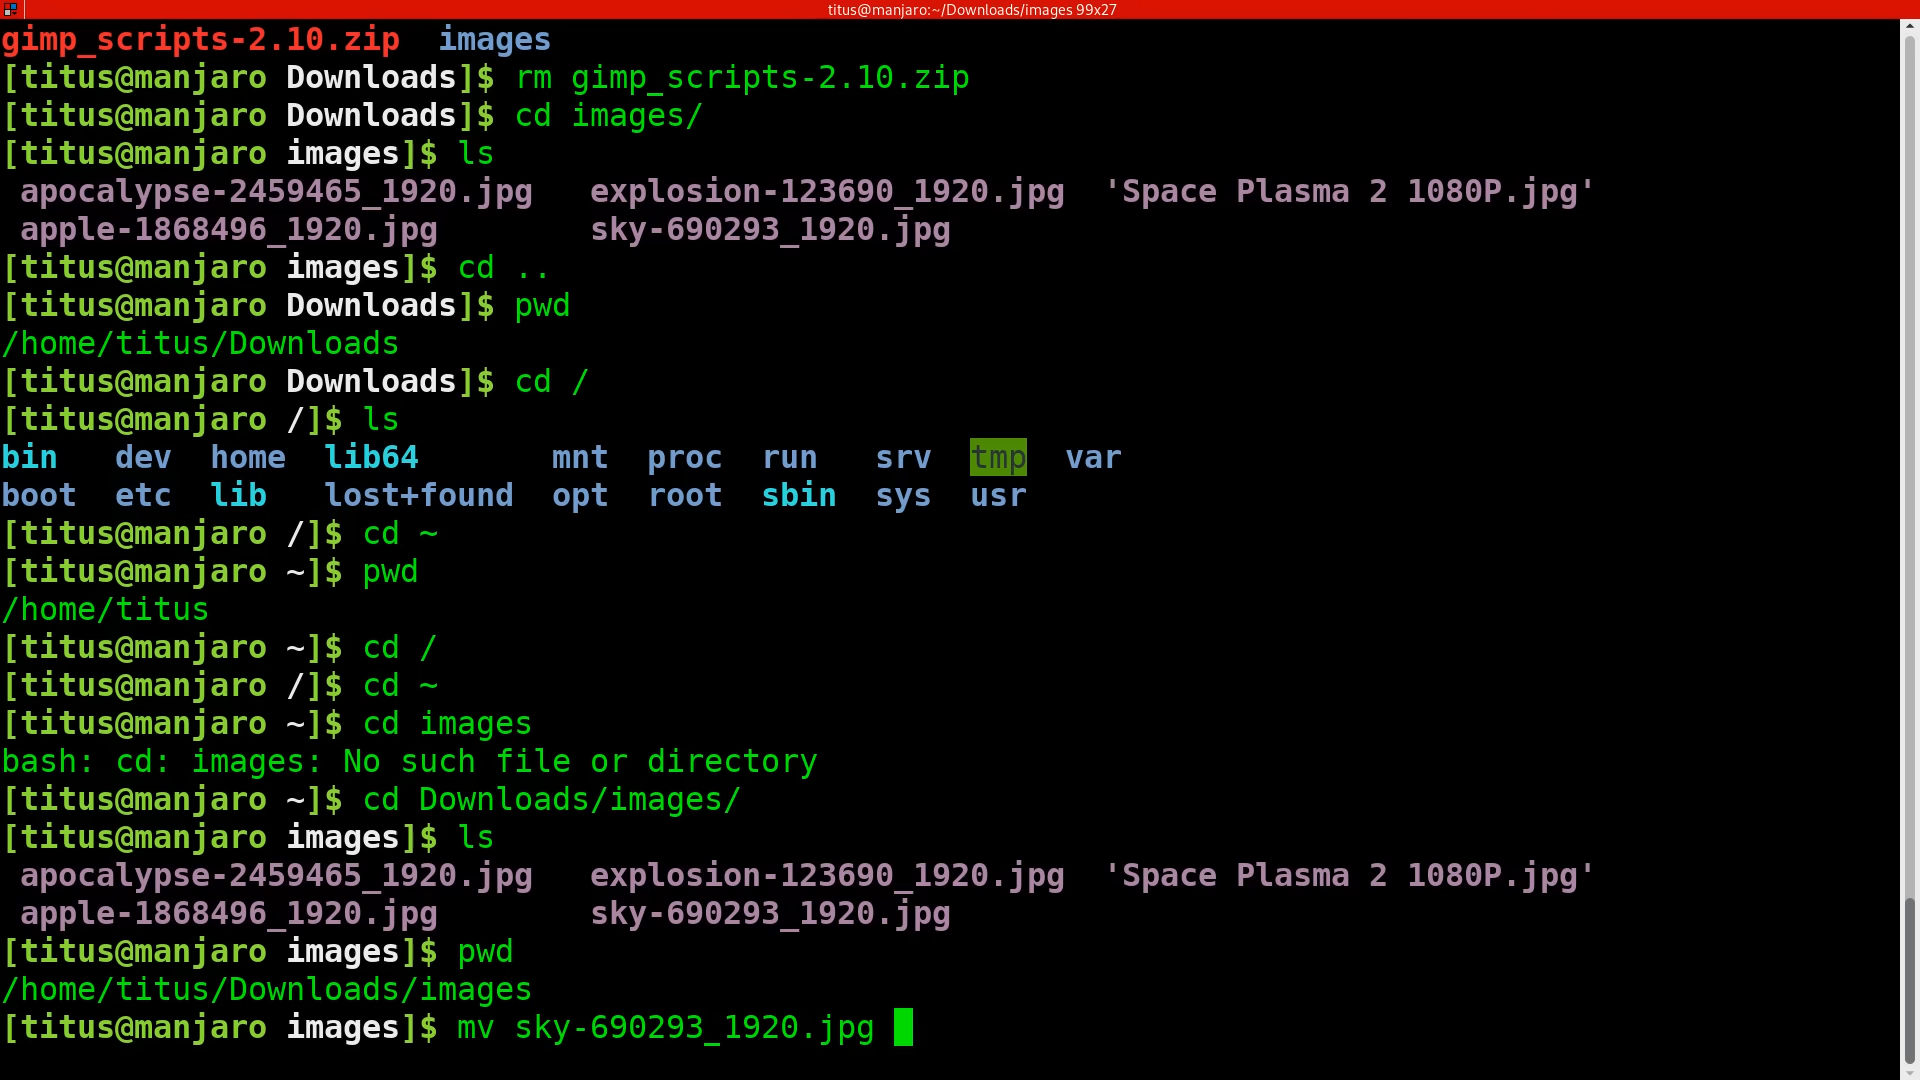 titus@manjaro:~/Downloads/images 99x27
gimp_scripts-2.10.zip  images
[titus@manjaro Downloads]$ rm gimp_scripts-2.10.zip
[titus@manjaro Downloads]$ cd images/
[titus@manjaro images]$ ls
 apocalypse-2459465_1920.jpg   explosion-123690_1920.jpg  'Space Plasma 2 1080P.jpg'
 apple-1868496_1920.jpg        sky-690293_1920.jpg
[titus@manjaro images]$ cd ..
[titus@manjaro Downloads]$ pwd
/home/titus/Downloads
[titus@manjaro Downloads]$ cd /
[titus@manjaro /]$ ls
bin   dev  home  lib64       mnt  proc  run   srv  tmp  var
boot  etc  lib   lost+found  opt  root  sbin  sys  usr
[titus@manjaro /]$ cd ~
[titus@manjaro ~]$ pwd
/home/titus
[titus@manjaro ~]$ cd /
[titus@manjaro /]$ cd ~
[titus@manjaro ~]$ cd images
bash: cd: images: No such file or directory
[titus@manjaro ~]$ cd Downloads/images/
[titus@manjaro images]$ ls
 apocalypse-2459465_1920.jpg   explosion-123690_1920.jpg  'Space Plasma 2 1080P.jpg'
 apple-1868496_1920.jpg        sky-690293_1920.jpg
[titus@manjaro images]$ pwd
/home/titus/Downloads/images
[titus@manjaro images]$ mv sky-690293_1920.jpg